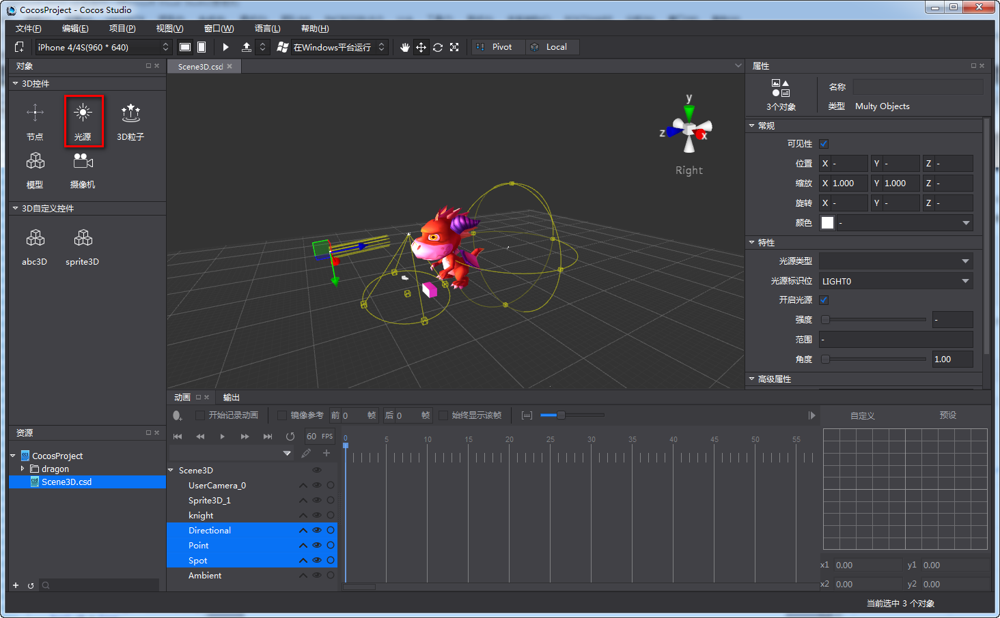 CocosProject - Cocos Studio
文件(F) 编辑(E) 项目(P) 视图(V) 窗口(W) 语言(L) 帮助(H)
iPhone 4/4S(960 * 640) 在Windows平台运行 Pivot Local
对象
3D控件
节点 光源 3D粒子
模型 摄像机
3D自定义控件
abc3D sprite3D
资源
CocosProject
dragon
Scene3D.csd
Scene3D.csd
y
z x
Right
属性
3个对象
名称
类型 Multy Objects
常规
可见性
位置 X - Y - Z -
缩放 X 1.000 Y 1.000 Z -
旋转 X - Y - Z -
颜色 -
特性
光源类型
光源标识位 LIGHT0
开启光源
强度 -
范围 -
角度 1.00
高级属性
动画 输出
开始记录动画 镜像参考 前 0 帧 后 0 帧 始终显示该帧
60 FPS
0 5 10 15 20 25 30 35 40 45 50 55
Scene3D
UserCamera_0
Sprite3D_1
knight
Directional
Point
Spot
Ambient
自定义 预设
x1 0.00 y1 0.00
x2 0.00 y2 0.00
当前选中 3 个对象